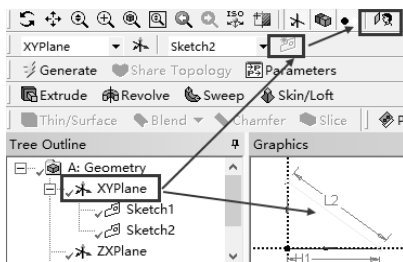 ISO
XYPlane Sketch2
Generate Share Topology Parameters
Extrude Revolve Sweep Skin/Loft
Thin/Surface Blend Chamfer Slice P
Tree Outline Graphics
A: Geometry
XYPlane
Sketch1
Sketch2
ZXPlane
L2
H1